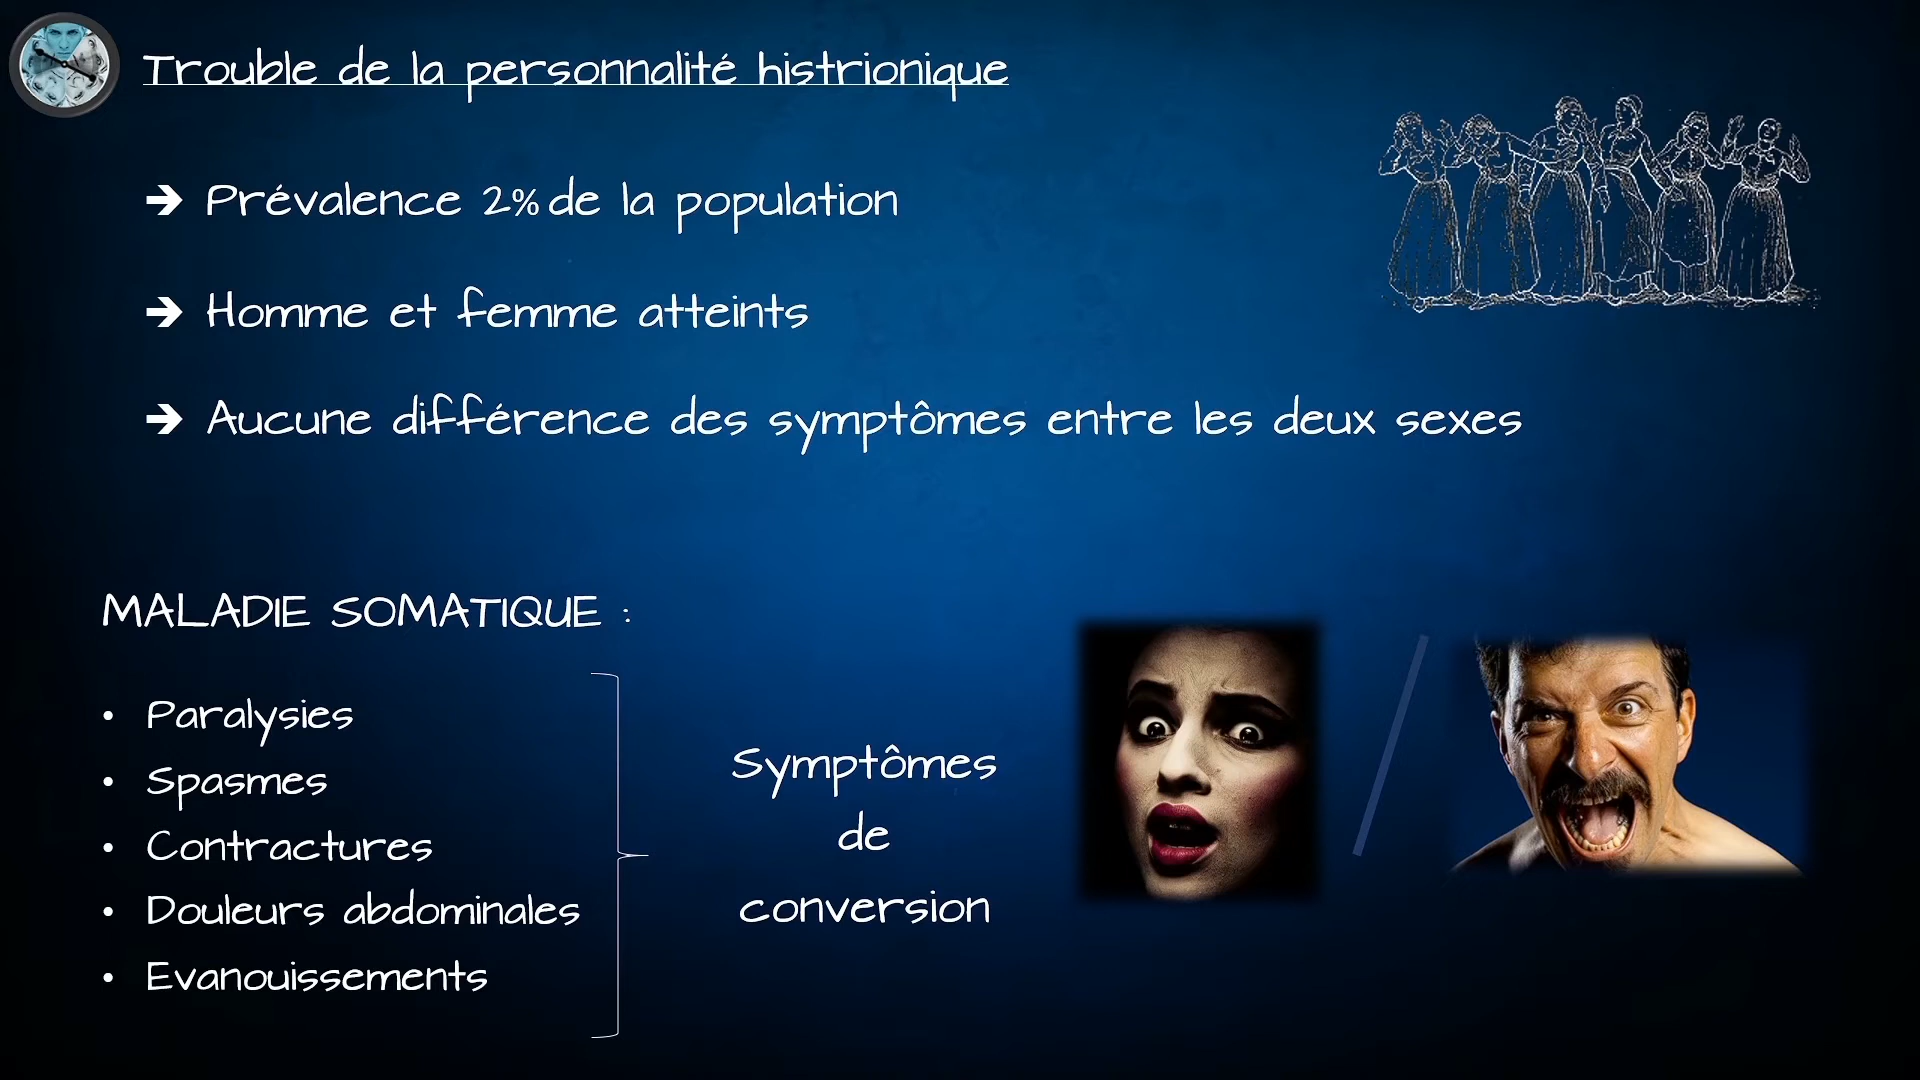 Trouble de la personnalité histrionique
➔ Prévalence 2% de la population
➔ Homme et femme atteints
➔ Aucune différence des symptômes entre les deux sexes
MALADIE SOMATIQUE :
• Paralysies
• Spasmes
• Contractures
• Douleurs abdominales
• Evanouissements
Symptômes
de
conversion